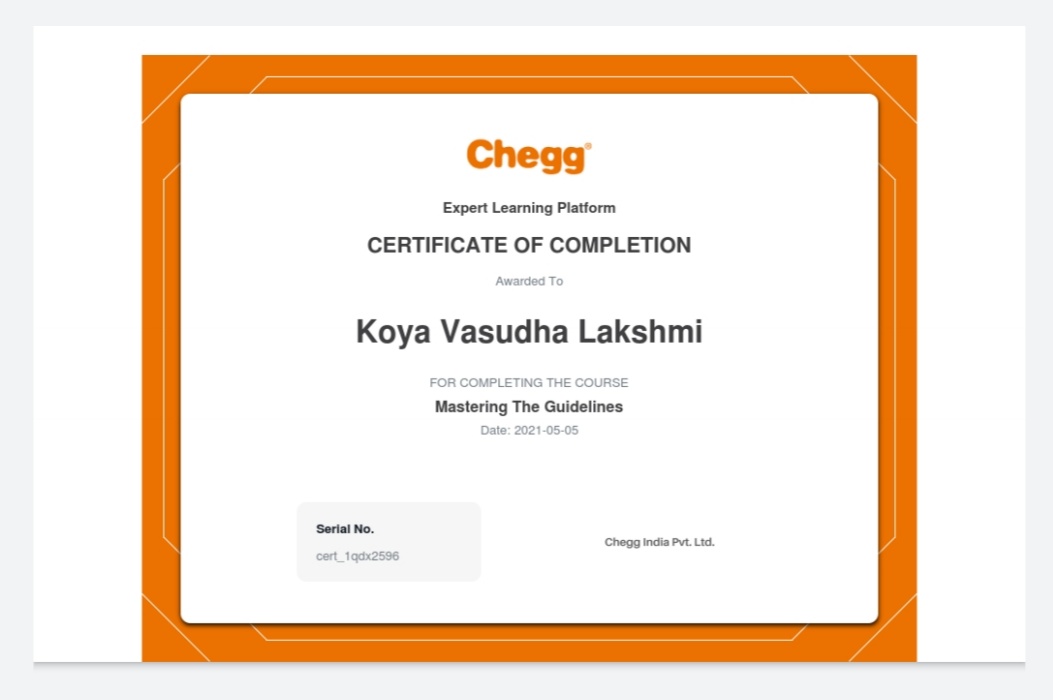 Chegg®
Expert Learning Platform
CERTIFICATE OF COMPLETION
Awarded To
Koya Vasudha Lakshmi
FOR COMPLETING THE COURSE
Mastering The Guidelines
Date: 2021-05-05
Serial No.
cert_1qdx2596
Chegg India Pvt. Ltd.